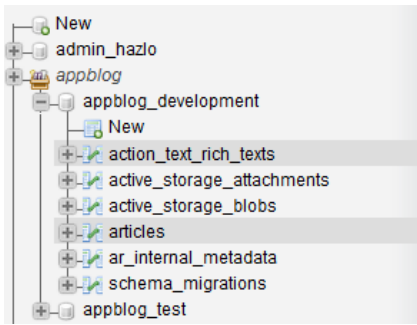 New
admin_hazlo
appblog
appblog_development
New
action_text_rich_texts
active_storage_attachments
active_storage_blobs
articles
ar_internal_metadata
schema_migrations
appblog_test